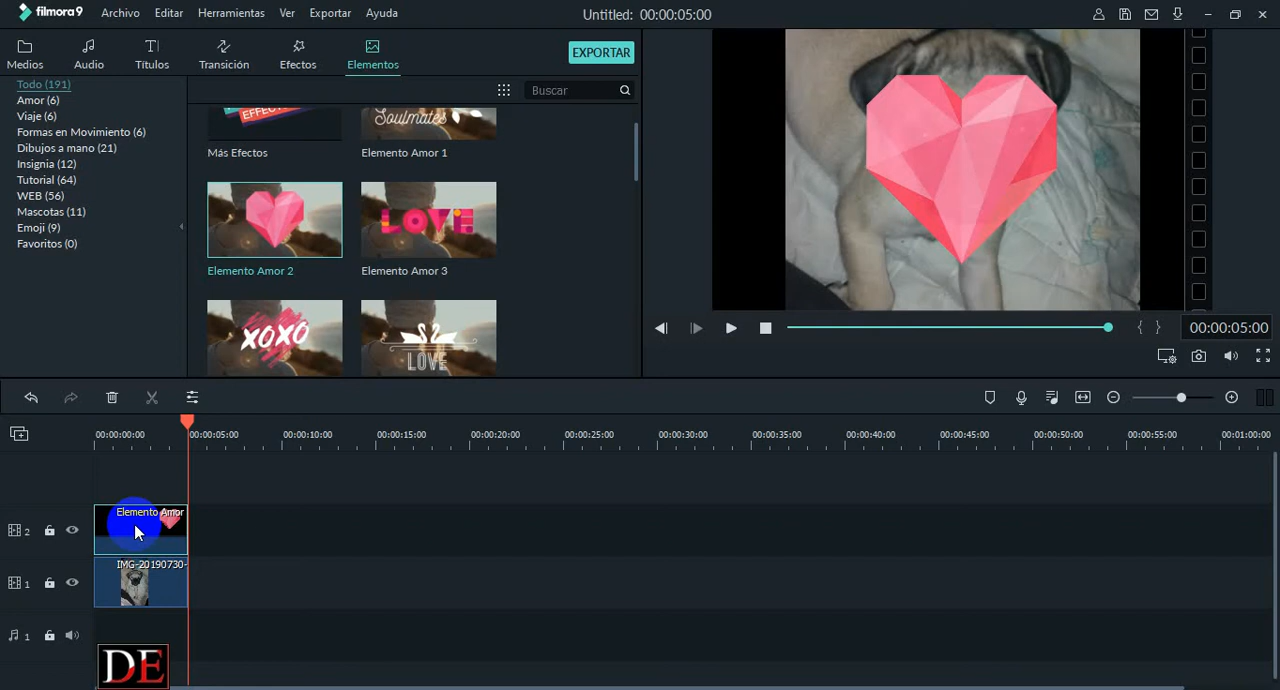 filmora9 Archivo Editar Herramientas Ver Exportar Ayuda Untitled: 00:00:05:00
Medios Audio Títulos Transición Efectos Elementos EXPORTAR
Todo (191)
Amor (6)
Viaje (6)
Formas en Movimiento (6)
Dibujos a mano (21)
Insignia (12)
Tutorial (64)
WEB (56)
Mascotas (11)
Emoji (9)
Favoritos (0)
Buscar
EFFECT
Soulmates
Más Efectos Elemento Amor 1
LOVE
Elemento Amor 2 Elemento Amor 3
XOXO
LOVE
{ } 00:00:05:00
00:00:00:00 00:00:05:00 00:00:10:00 00:00:15:00 00:00:20:00 00:00:25:00 00:00:30:00 00:00:35:00 00:00:40:00 00:00:45:00 00:00:50:00 00:00:55:00 00:01:00:00
2 Elemento Amor
1 IMG-20190730-
1
DE